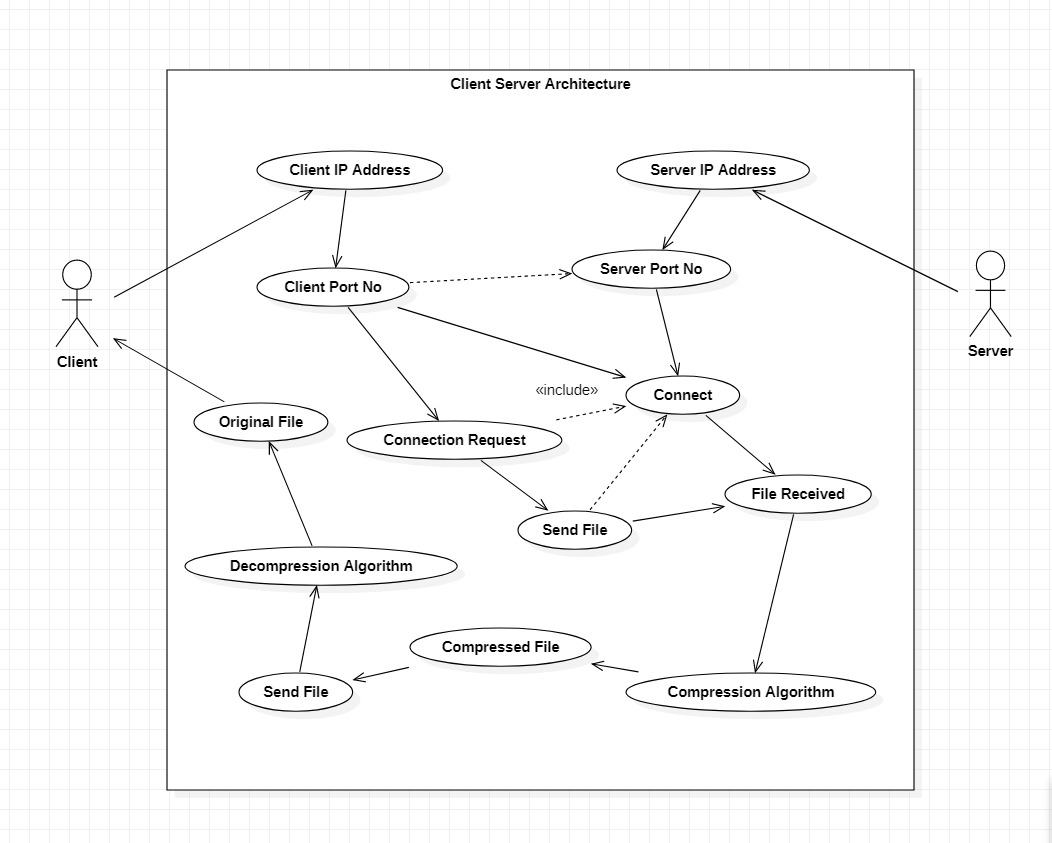 Client Server Architecture
Client IP Address
Server IP Address
Client Port No
Server Port No
Client
Server
«include»
Connect
Original File
Connection Request
File Received
Send File
Decompression Algorithm
Compressed File
Send File
Compression Algorithm